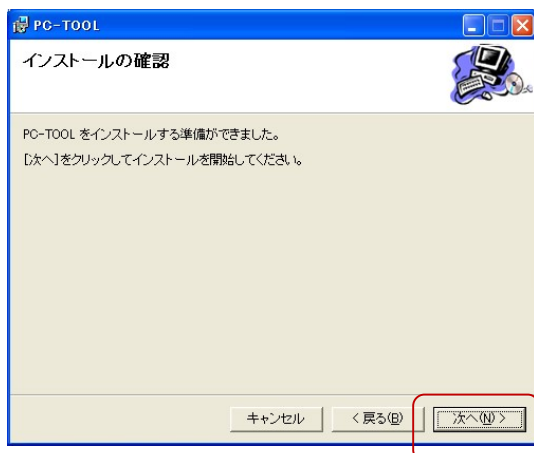 PC-TOOL
インストールの確認
PC-TOOL をインストールする準備ができました。
[次へ]をクリックしてインストールを開始してください。
キャンセル
< 戻る(B)
次へ(N) >